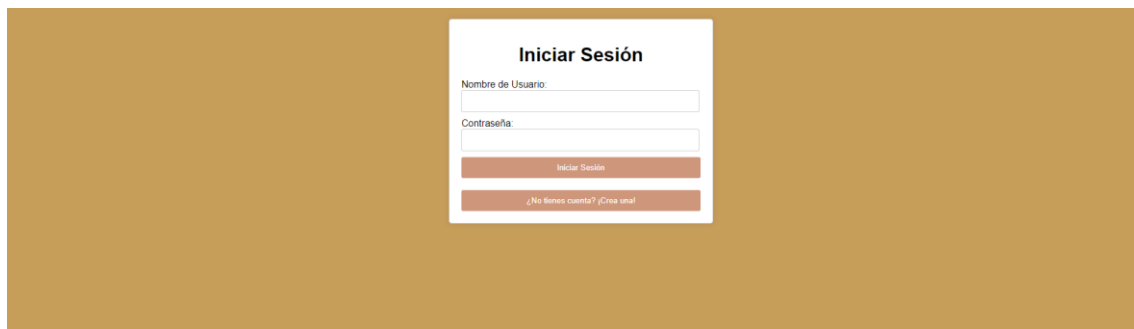 Iniciar Sesión
Nombre de Usuario:
Contraseña:
Iniciar Sesión
¿No tienes cuenta? ¡Crea una!